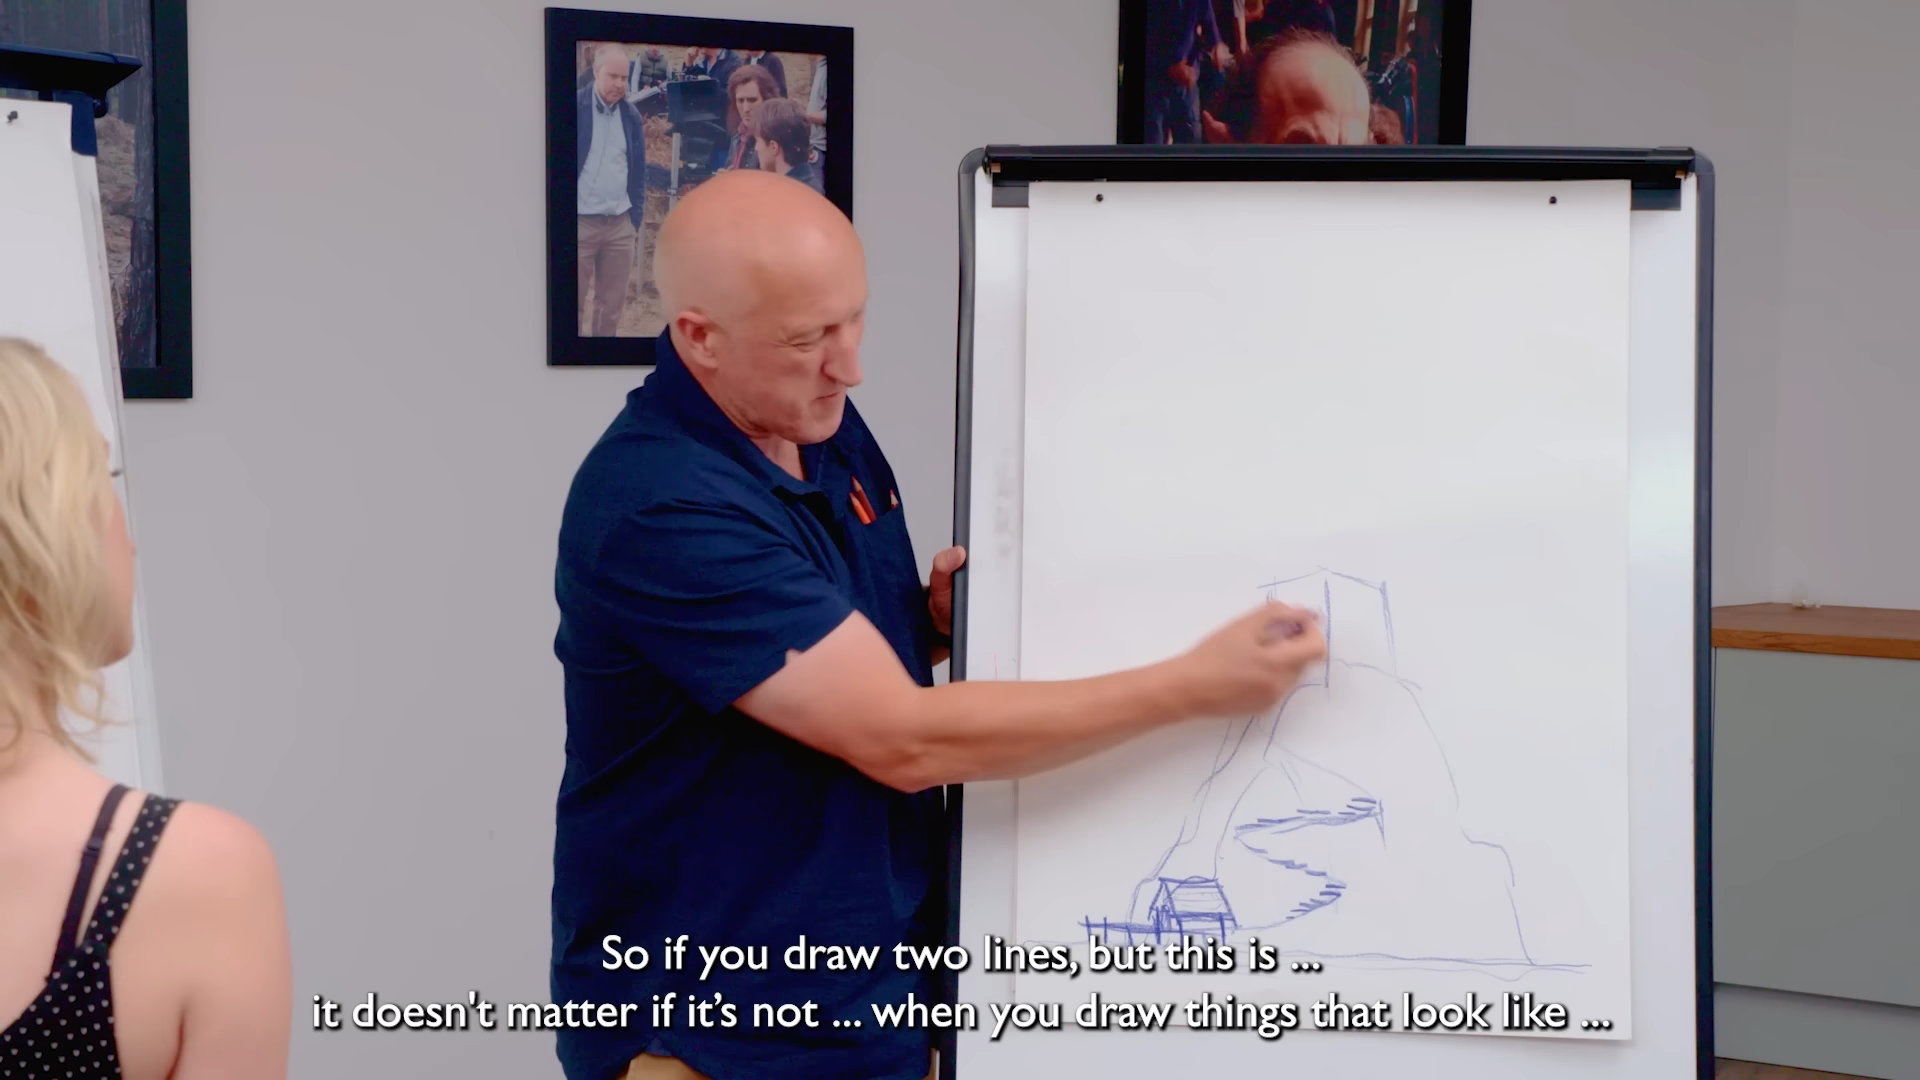 So if you draw two lines, but this is ...
it doesn't matter if it’s not ... when you draw things that look like ...